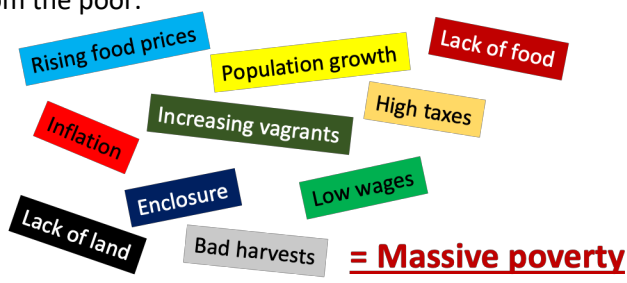 om the poor.
Rising food prices
Population growth
Lack of food
Inflation
Increasing vagrants
High taxes
Enclosure
Low wages
Lack of land
Bad harvests
= Massive poverty